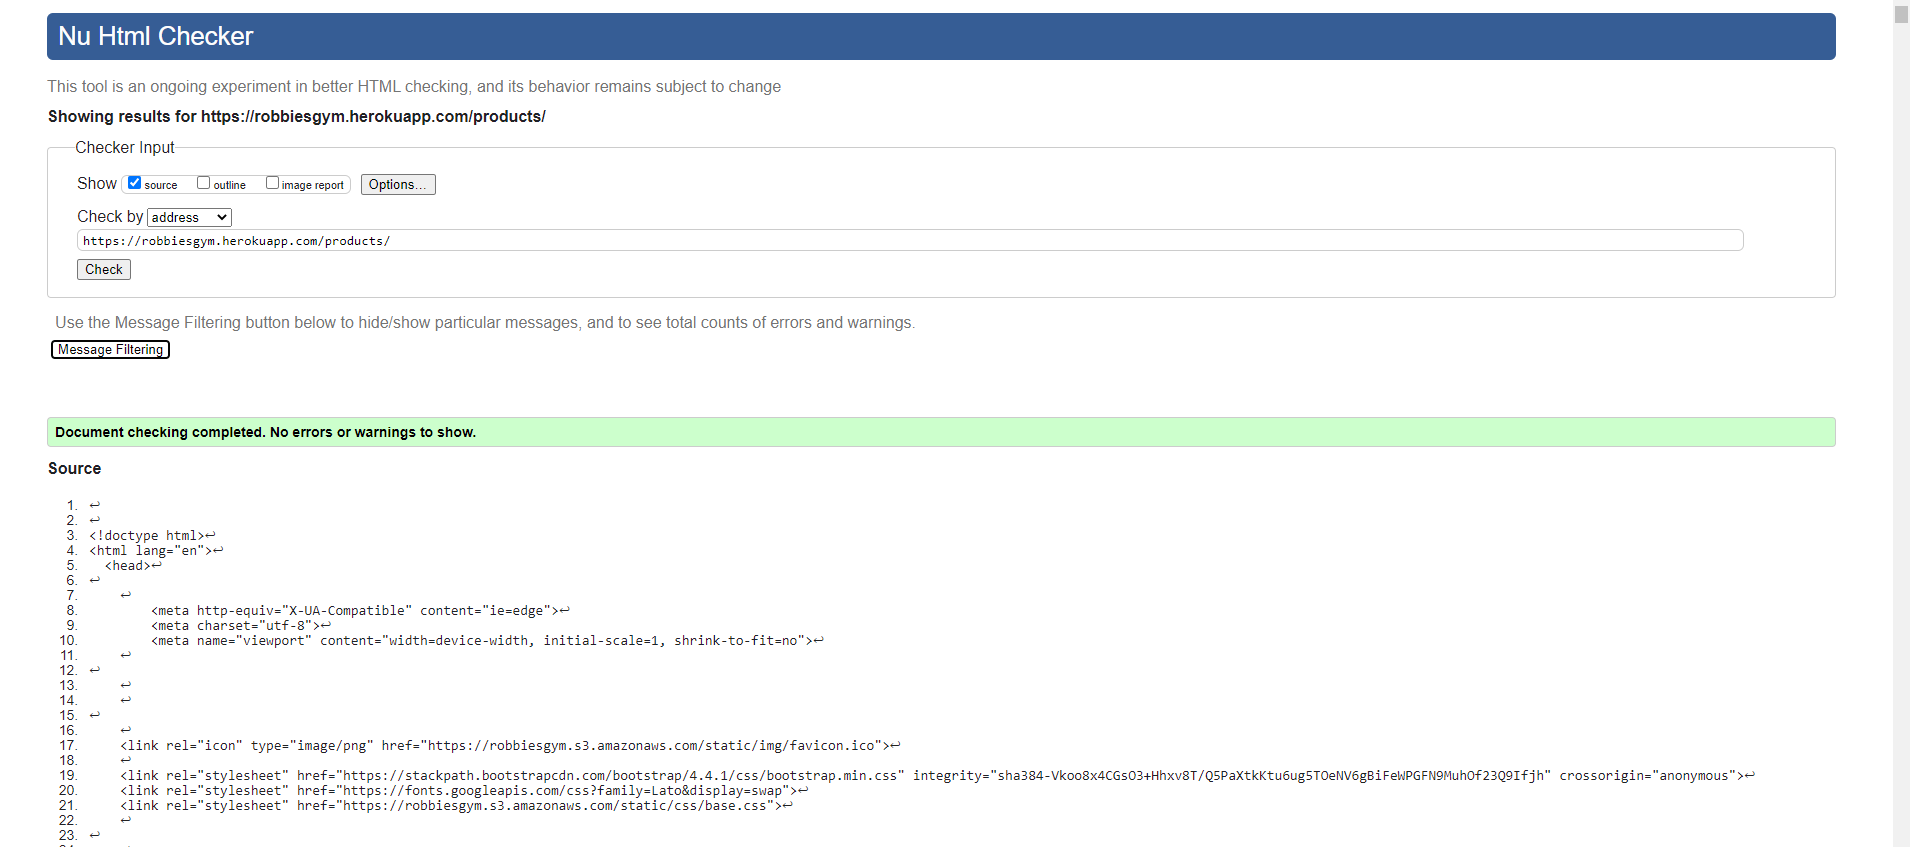 Nu Html Checker
This tool is an ongoing experiment in better HTML checking, and its behavior remains subject to change
Showing results for https://robbiesgym.herokuapp.com/products/
Checker Input
Show source outline image report Options...
Check by address
https://robbiesgym.herokuapp.com/products/
Check
Use the Message Filtering button below to hide/show particular messages, and to see total counts of errors and warnings.
Message Filtering
Document checking completed. No errors or warnings to show.
Source
1. ↩
2. ↩
3. <!doctype html>↩
4. <html lang="en">↩
5. <head>↩
6. ↩
7. ↩
8. <meta http-equiv="X-UA-Compatible" content="ie=edge">↩
9. <meta charset="utf-8">↩
10. <meta name="viewport" content="width=device-width, initial-scale=1, shrink-to-fit=no">↩
11. ↩
12. ↩
13. ↩
14. ↩
15. ↩
16. ↩
17. <link rel="icon" type="image/png" href="https://robbiesgym.s3.amazonaws.com/static/img/favicon.ico">↩
18. ↩
19. <link rel="stylesheet" href="https://stackpath.bootstrapcdn.com/bootstrap/4.4.1/css/bootstrap.min.css" integrity="sha384-Vkoo8x4CGsO3+Hhxv8T/Q5PaXtkKtu6ug5TOeNV6gBiFeWPGFN9MuhOf23Q9Ifjh" crossorigin="anonymous">↩
20. <link rel="stylesheet" href="https://fonts.googleapis.com/css?family=Lato&display=swap">↩
21. <link rel="stylesheet" href="https://robbiesgym.s3.amazonaws.com/static/css/base.css">↩
22. ↩
23. ↩